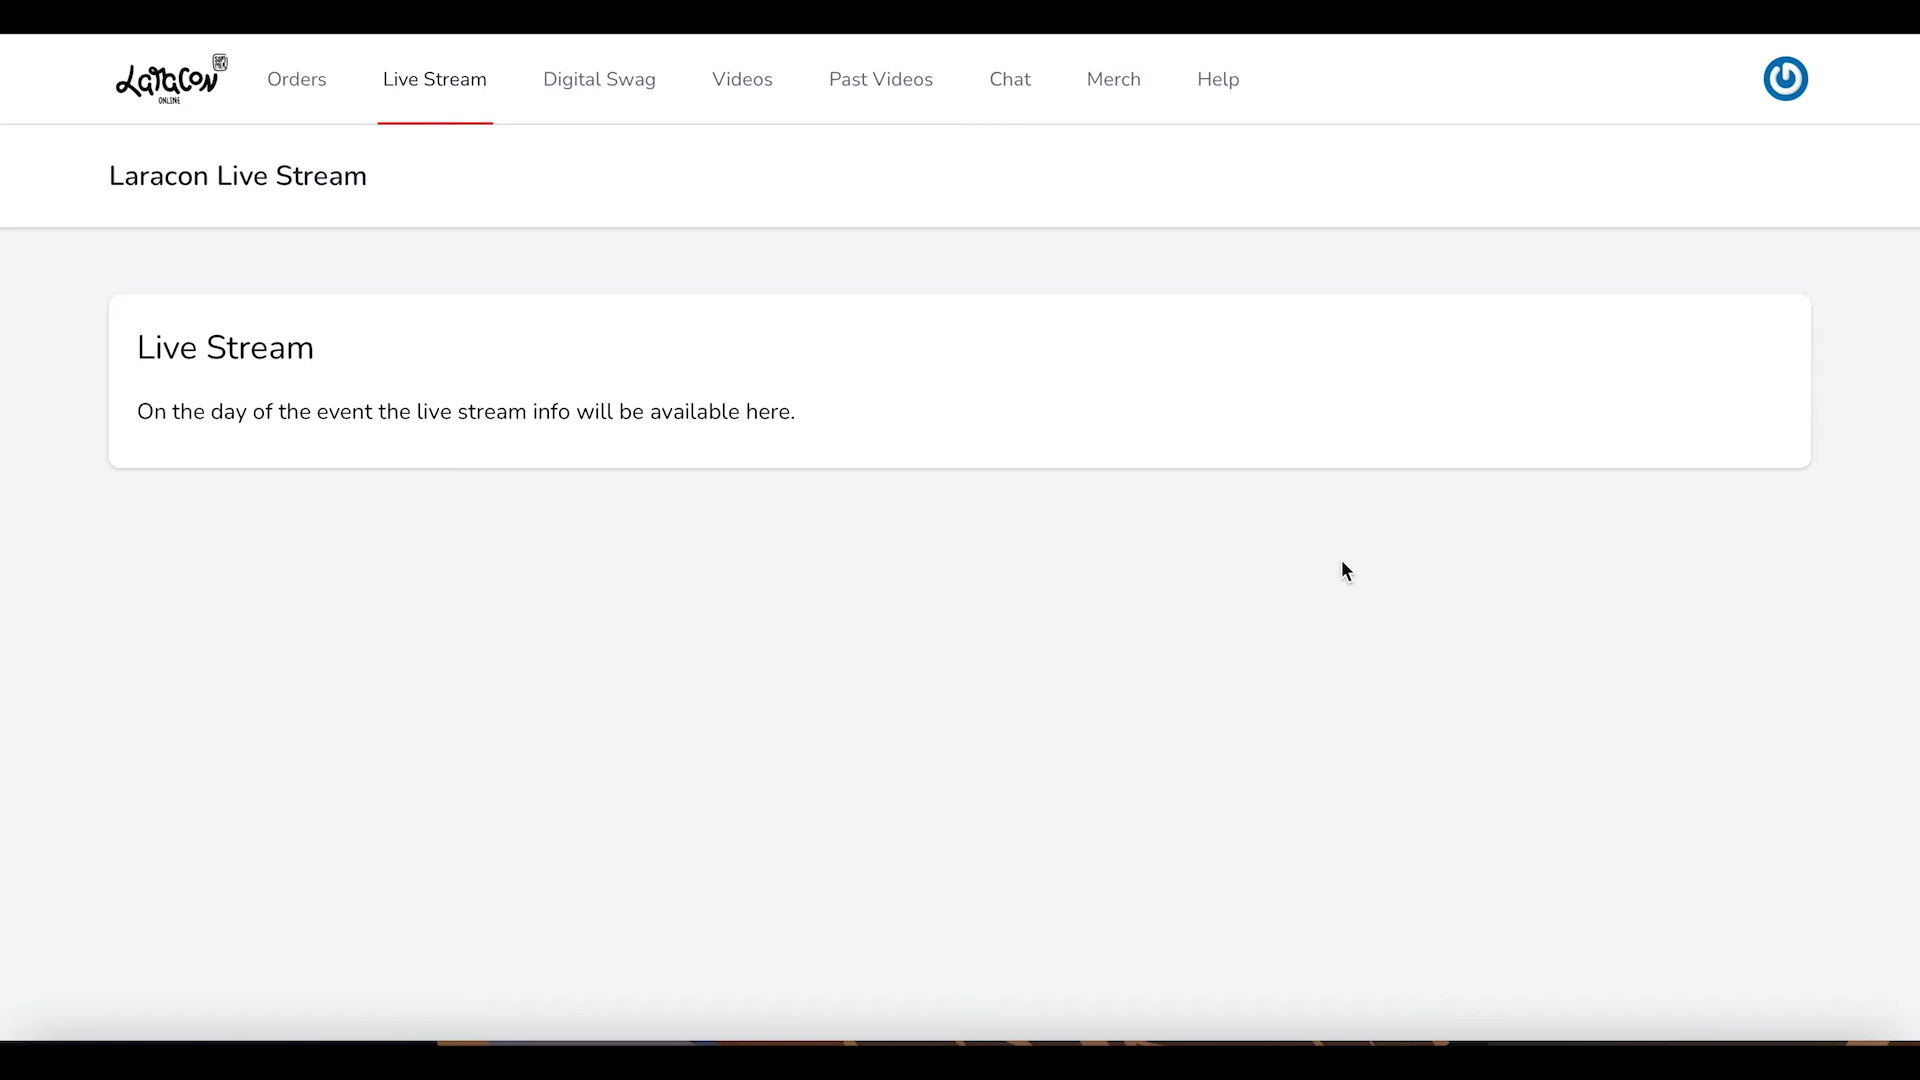 Laracon
ONLINE
Orders
Live Stream
Digital Swag
Videos
Past Videos
Chat
Merch
Help
Laracon Live Stream
Live Stream
On the day of the event the live stream info will be available here.